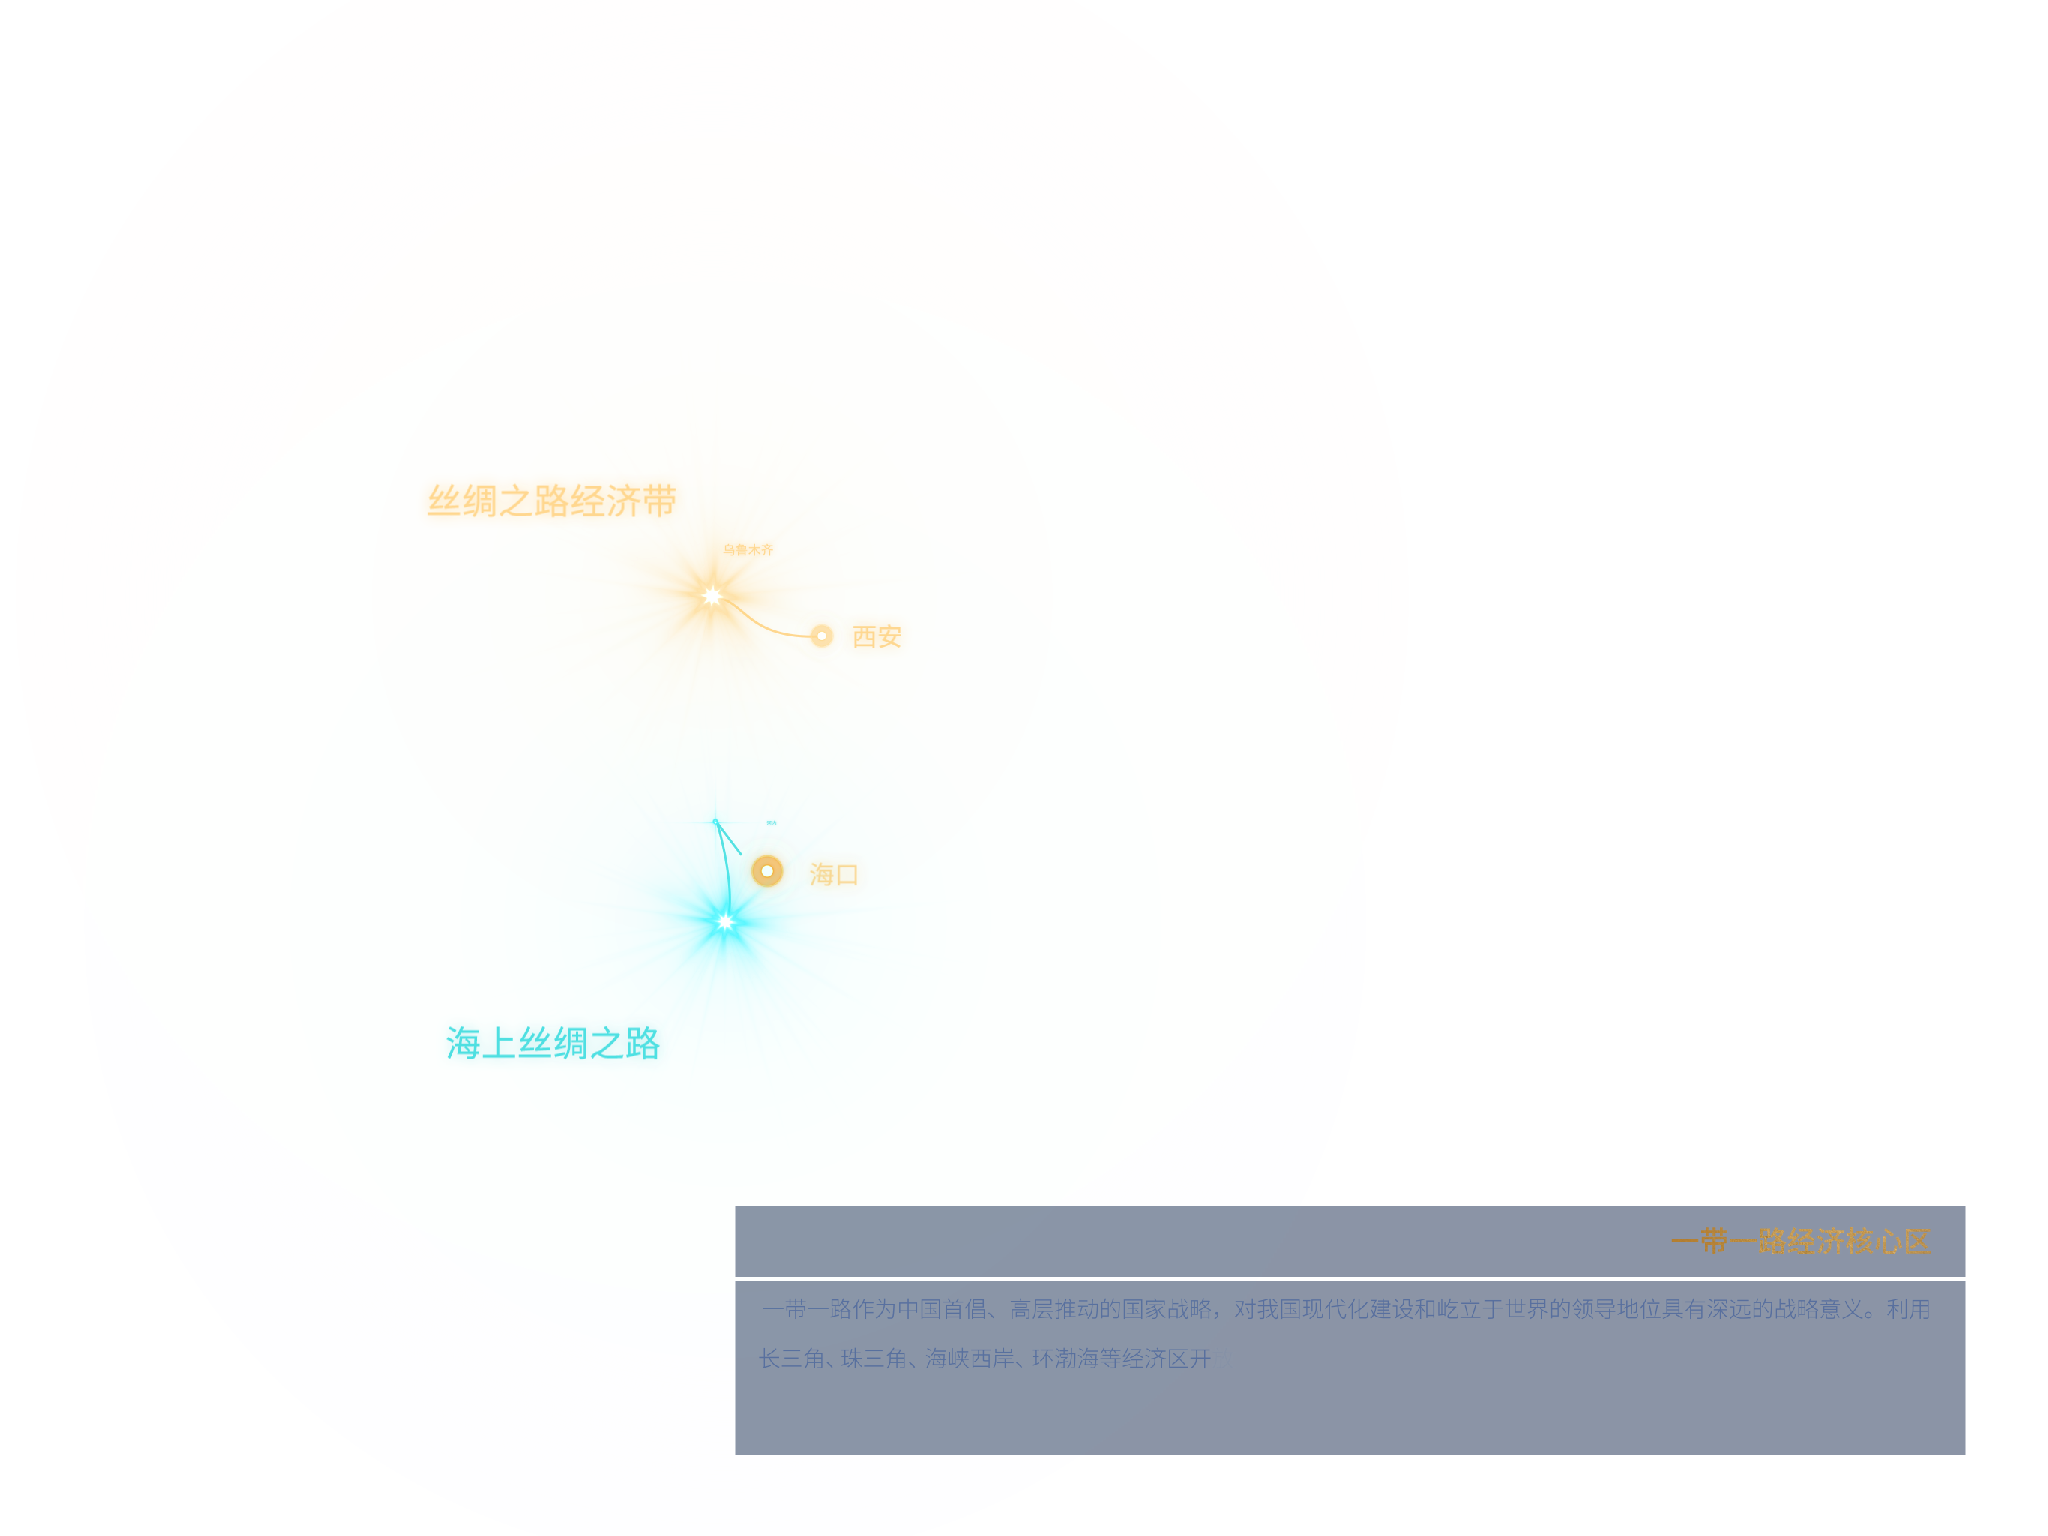 丝绸之路经济带
乌鲁木齐
西安
海口
海上丝绸之路
一带一路经济核心区
一带一路作为中国首倡、高层推动的国家战略，对我国现代化建设和屹立于世界的领导地位具有深远的战略意义。利用
长三角、珠三角、海峡西岸、环渤海等经济区开